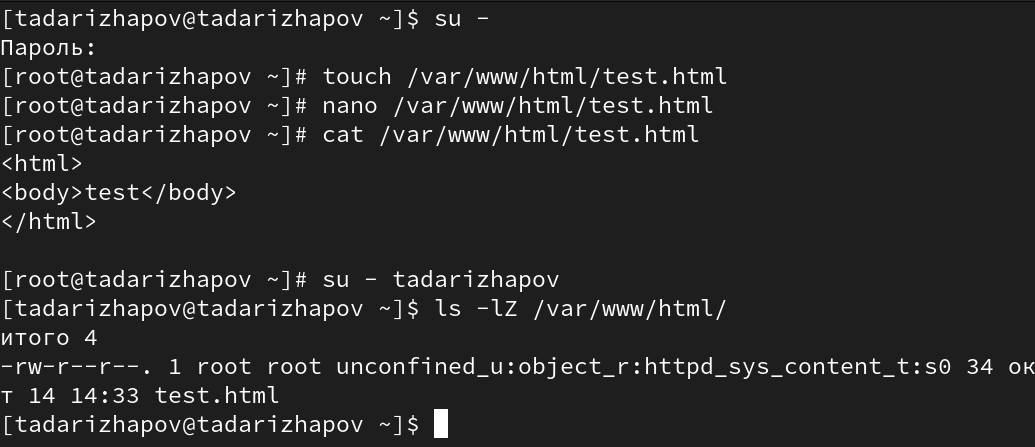 [tadarizhapov@tadarizhapov ~]$ su -
Пароль:
[root@tadarizhapov ~]# touch /var/www/html/test.html
[root@tadarizhapov ~]# nano /var/www/html/test.html
[root@tadarizhapov ~]# cat /var/www/html/test.html
<html>
<body>test</body>
</html>

[root@tadarizhapov ~]# su - tadarizhapov
[tadarizhapov@tadarizhapov ~]$ ls -lZ /var/www/html/
итого 4
-rw-r--r--. 1 root root unconfined_u:object_r:httpd_sys_content_t:s0 34 ок
т 14 14:33 test.html
[tadarizhapov@tadarizhapov ~]$